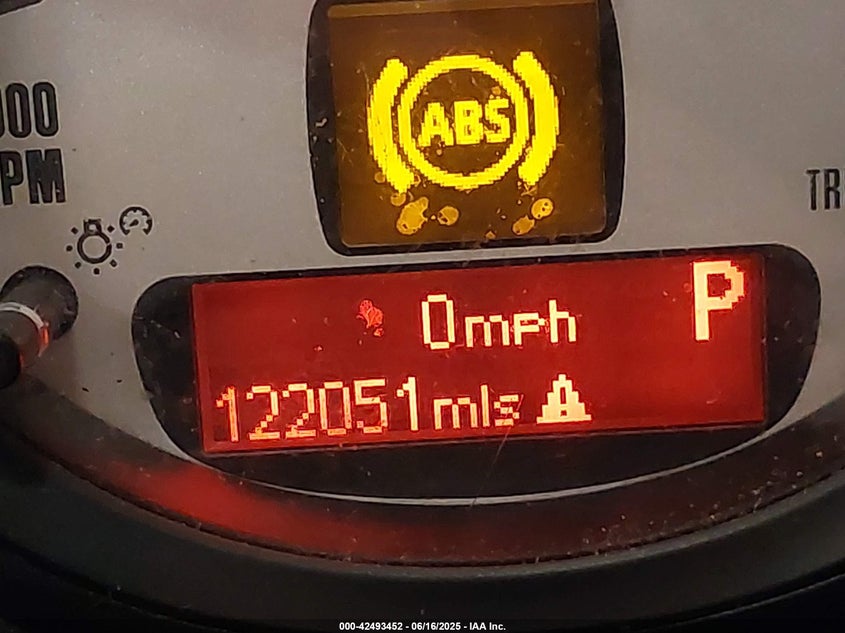 000
PM
ABS
TR
0mph P
122051mls
000-42493452 - 06/16/2025 - IAA Inc.